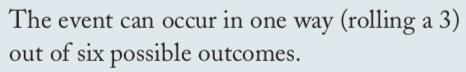 The event can occur in one way (rolling a 3)
out of six possible outcomes.